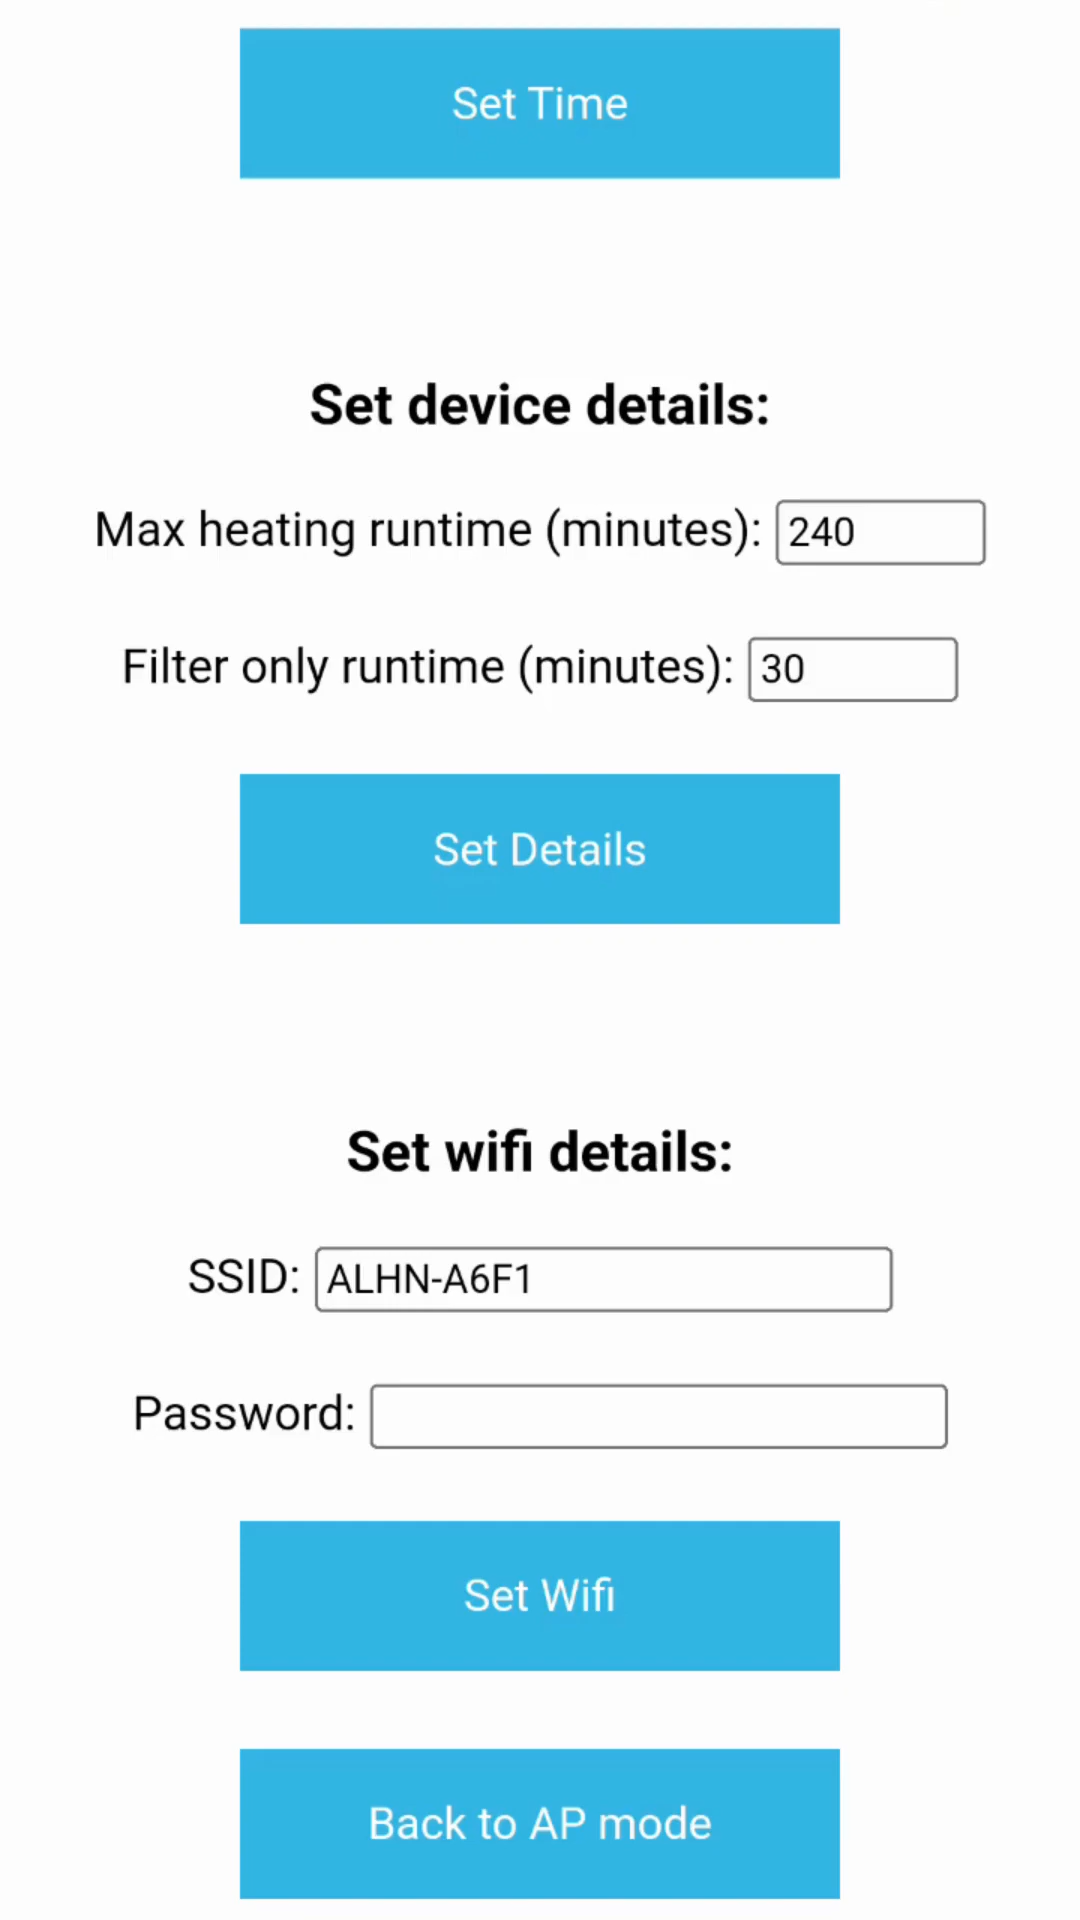 Set Time
Set device details:
Max heating runtime (minutes): 240
Filter only runtime (minutes): 30
Set Details
Set wifi details:
SSID: ALHN-A6F1
Password:
Set Wifi
Back to AP mode